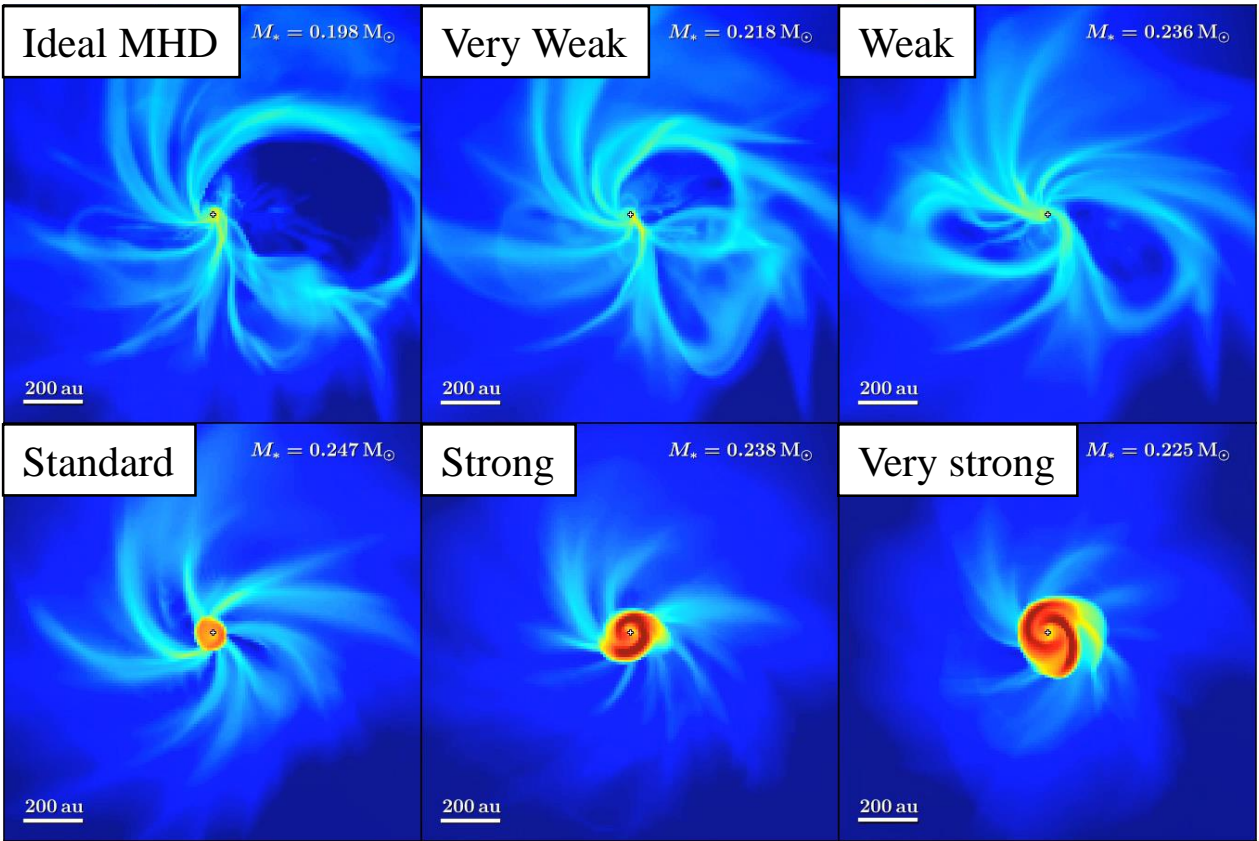 Ideal MHD
M* = 0.198 M⊙
Very Weak
M* = 0.218 M⊙
Weak
M* = 0.236 M⊙
200 au
200 au
200 au
Standard
M* = 0.247 M⊙
Strong
M* = 0.238 M⊙
Very strong
M* = 0.225 M⊙
200 au
200 au
200 au